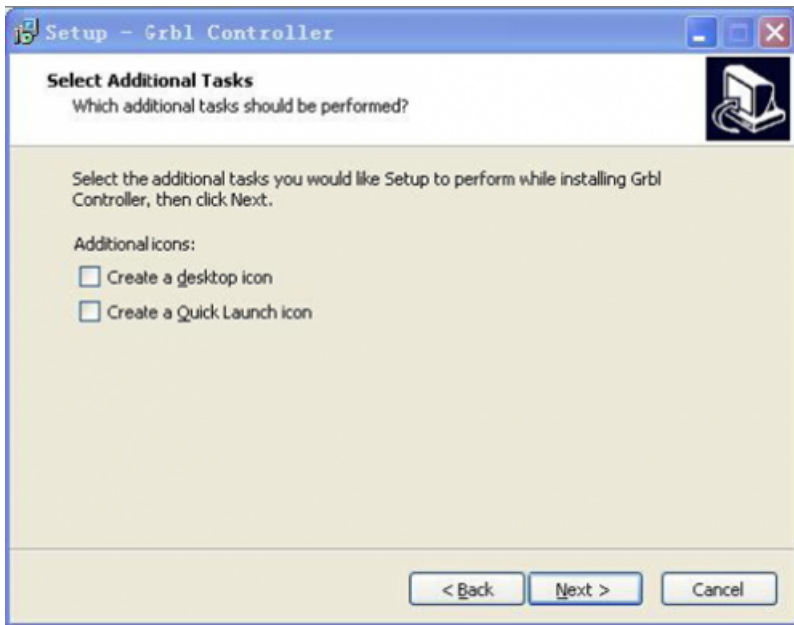 Setup - Grbl Controller
Select Additional Tasks
Which additional tasks should be performed?
Select the additional tasks you would like Setup to perform while installing Grbl
Controller, then click Next.
Additional icons:
Create a desktop icon
Create a Quick Launch icon
< Back
Next >
Cancel